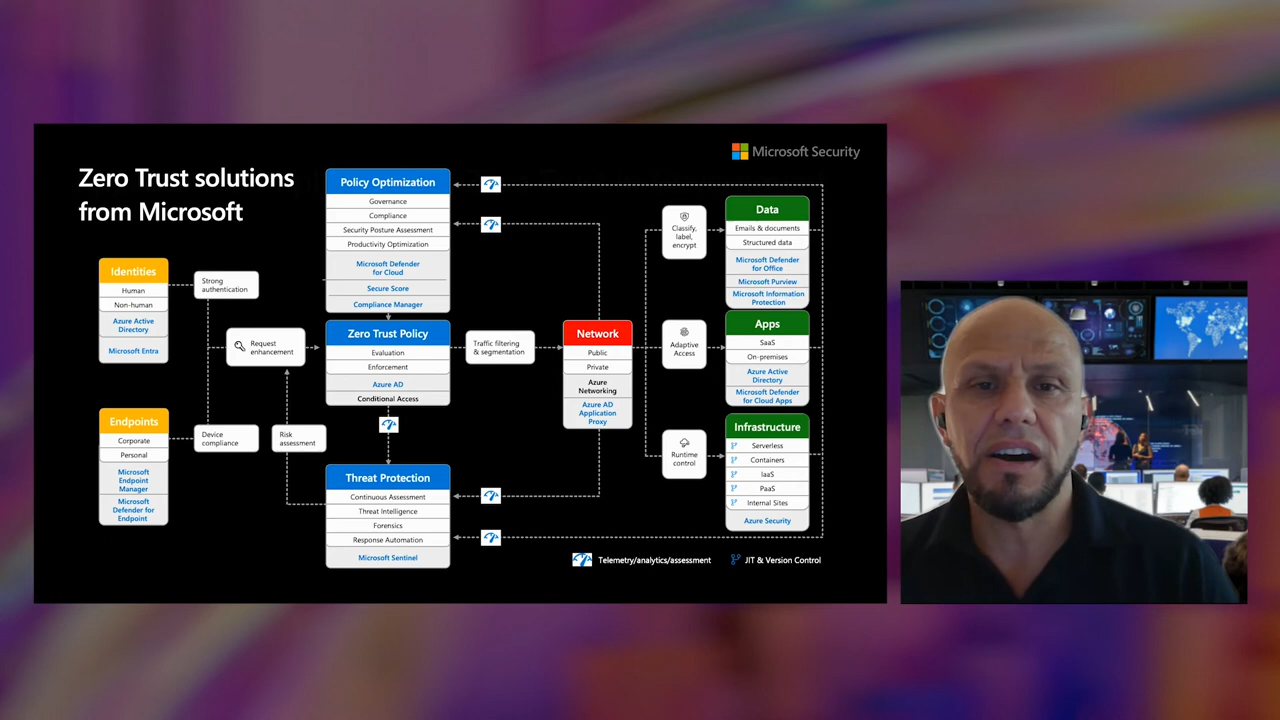 Microsoft Security
Zero Trust solutions
from Microsoft
Identities
Human
Non-human
Azure Active
Directory
Microsoft Entra
Endpoints
Corporate
Personal
Microsoft
Endpoint
Manager
Microsoft
Defender for
Endpoint
Strong
authentication
Request
enhancement
Device
compliance
Risk
assessment
Policy Optimization
Governance
Compliance
Security Posture Assessment
Productivity Optimization
Microsoft Defender
for Cloud
Secure Score
Compliance Manager
Zero Trust Policy
Evaluation
Enforcement
Azure AD
Conditional Access
Threat Protection
Continuous Assessment
Threat Intelligence
Forensics
Response Automation
Microsoft Sentinel
Traffic filtering
& segmentation
Network
Public
Private
Azure
Networking
Azure AD
Application
Proxy
Classify,
label,
encrypt
Adaptive
Access
Runtime
control
Data
Emails & documents
Structured data
Microsoft Defender
for Office
Microsoft Purview
Microsoft Information
Protection
Apps
SaaS
On-premises
Azure Active
Directory
Microsoft Defender
for Cloud Apps
Infrastructure
Serverless
Containers
IaaS
PaaS
Internal Sites
Azure Security
Telemetry/analytics/assessment
JIT & Version Control